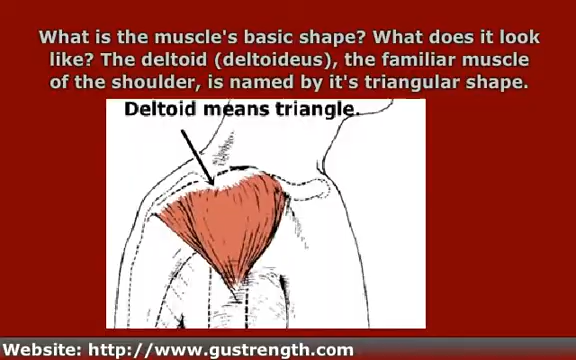 What is the muscle's basic shape? What does it look
like? The deltoid (deltoideus), the familiar muscle
of the shoulder, is named by it's triangular shape.
Deltoid means triangle.
Website: http://www.gustrength.com